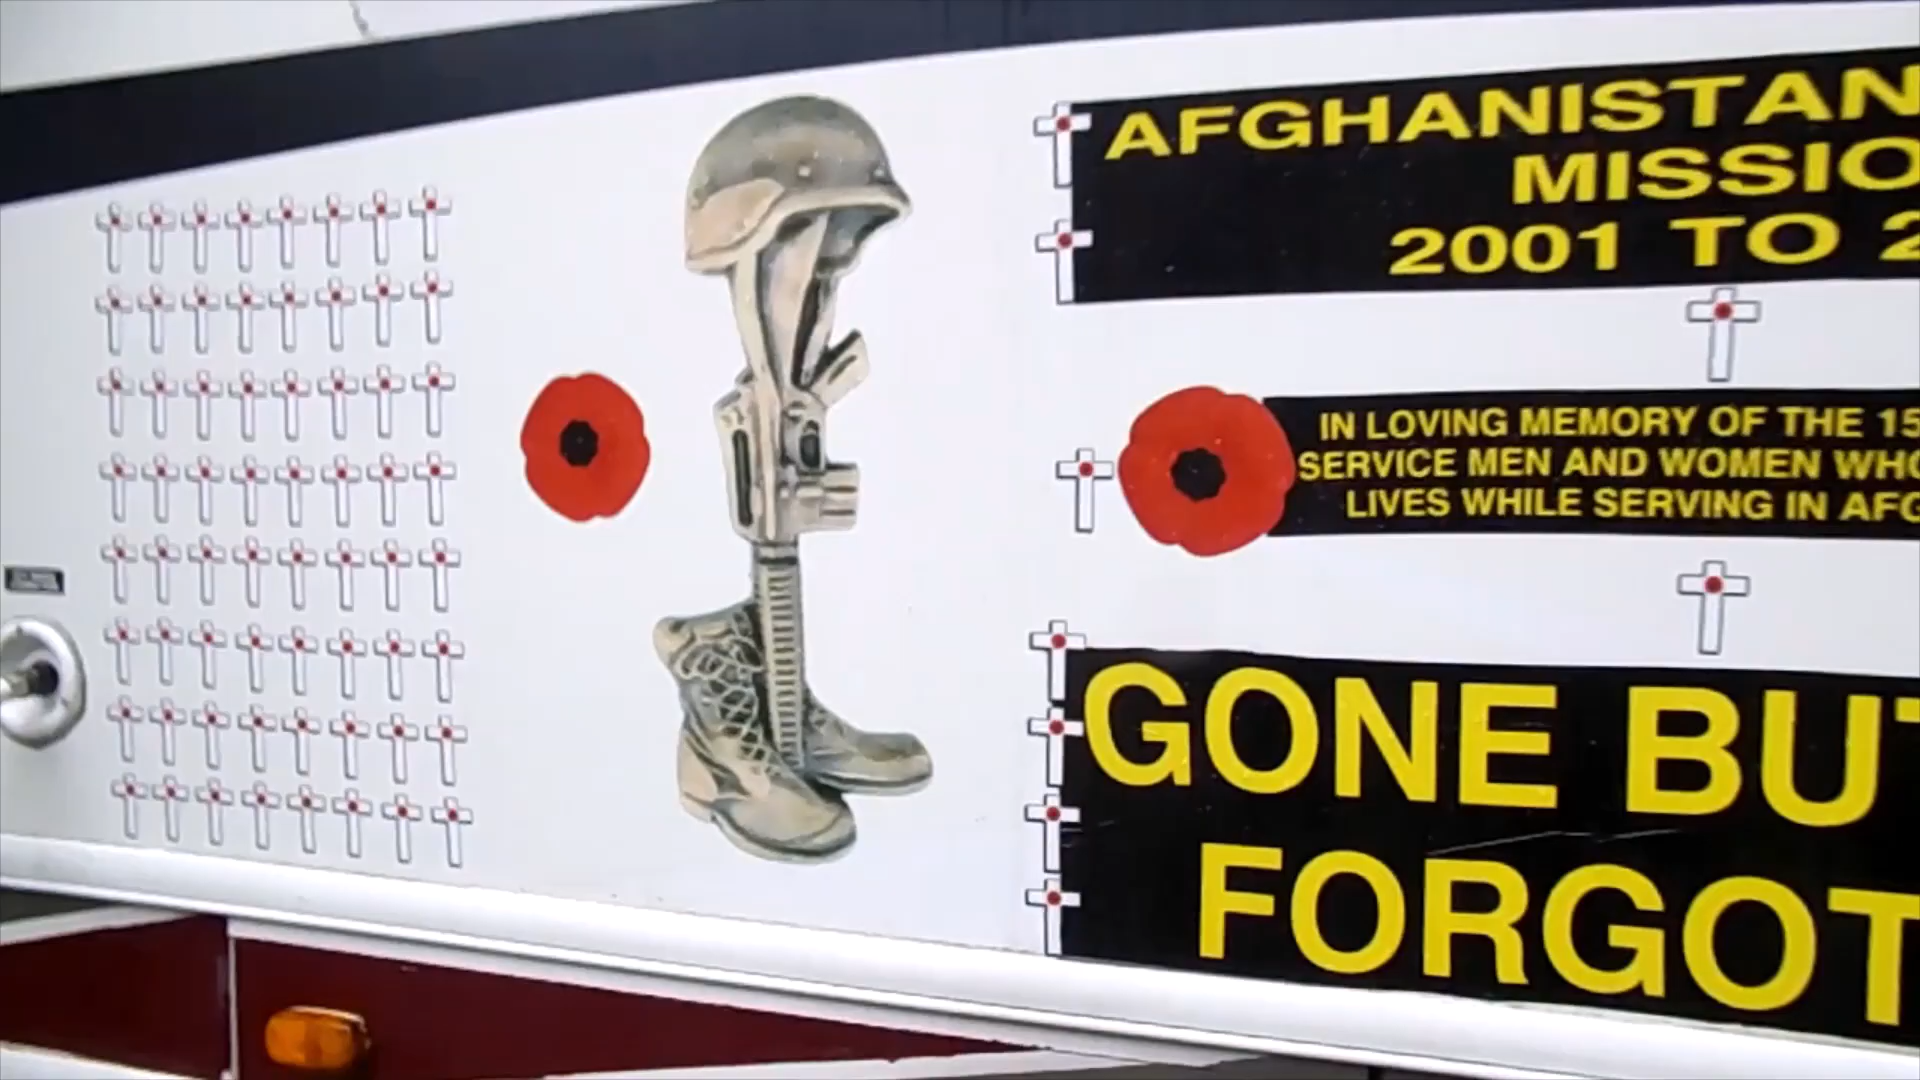 AFGHANISTAN
MISSIO
2001 TO 2
IN LOVING MEMORY OF THE 15
SERVICE MEN AND WOMEN WHO
LIVES WHILE SERVING IN AFG
GONE BUT
FORGOT